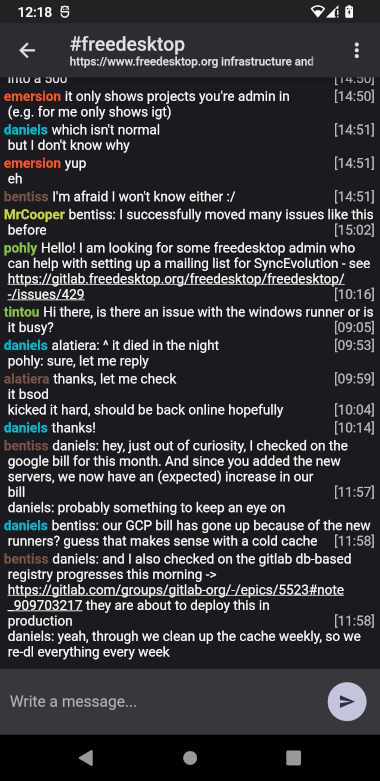 12:18
#freedesktop
https://www.freedesktop.org infrastructure and
into a 500 [14:50]
emersion it only shows projects you're admin in [14:50]
(e.g. for me only shows igt)
daniels which isn't normal [14:51]
but I don't know why
emersion yup [14:51]
eh
bentiss I'm afraid I won't know either :/ [14:51]
MrCooper bentiss: I successfully moved many issues like this
before [15:02]
pohly Hello! I am looking for some freedesktop admin who
can help with setting up a mailing list for SyncEvolution - see
https://gitlab.freedesktop.org/freedesktop/freedesktop/
-/issues/429 [10:16]
tintou Hi there, is there an issue with the windows runner or is
it busy? [09:05]
daniels alatiera: ^ it died in the night [09:53]
pohly: sure, let me reply
alatiera thanks, let me check [09:59]
it bsod
kicked it hard, should be back online hopefully [10:04]
daniels thanks! [10:14]
bentiss daniels: hey, just out of curiosity, I checked on the
google bill for this month. And since you added the new
servers, we now have an (expected) increase in our
bill [11:57]
daniels: probably something to keep an eye on
daniels bentiss: our GCP bill has gone up because of the new
runners? guess that makes sense with a cold cache [11:58]
bentiss daniels: and I also checked on the gitlab db-based
registry progresses this morning ->
https://gitlab.com/groups/gitlab-org/-/epics/5523#note
_909703217 they are about to deploy this in
production [11:58]
daniels: yeah, through we clean up the cache weekly, so we
re-dl everything every week
Write a message...